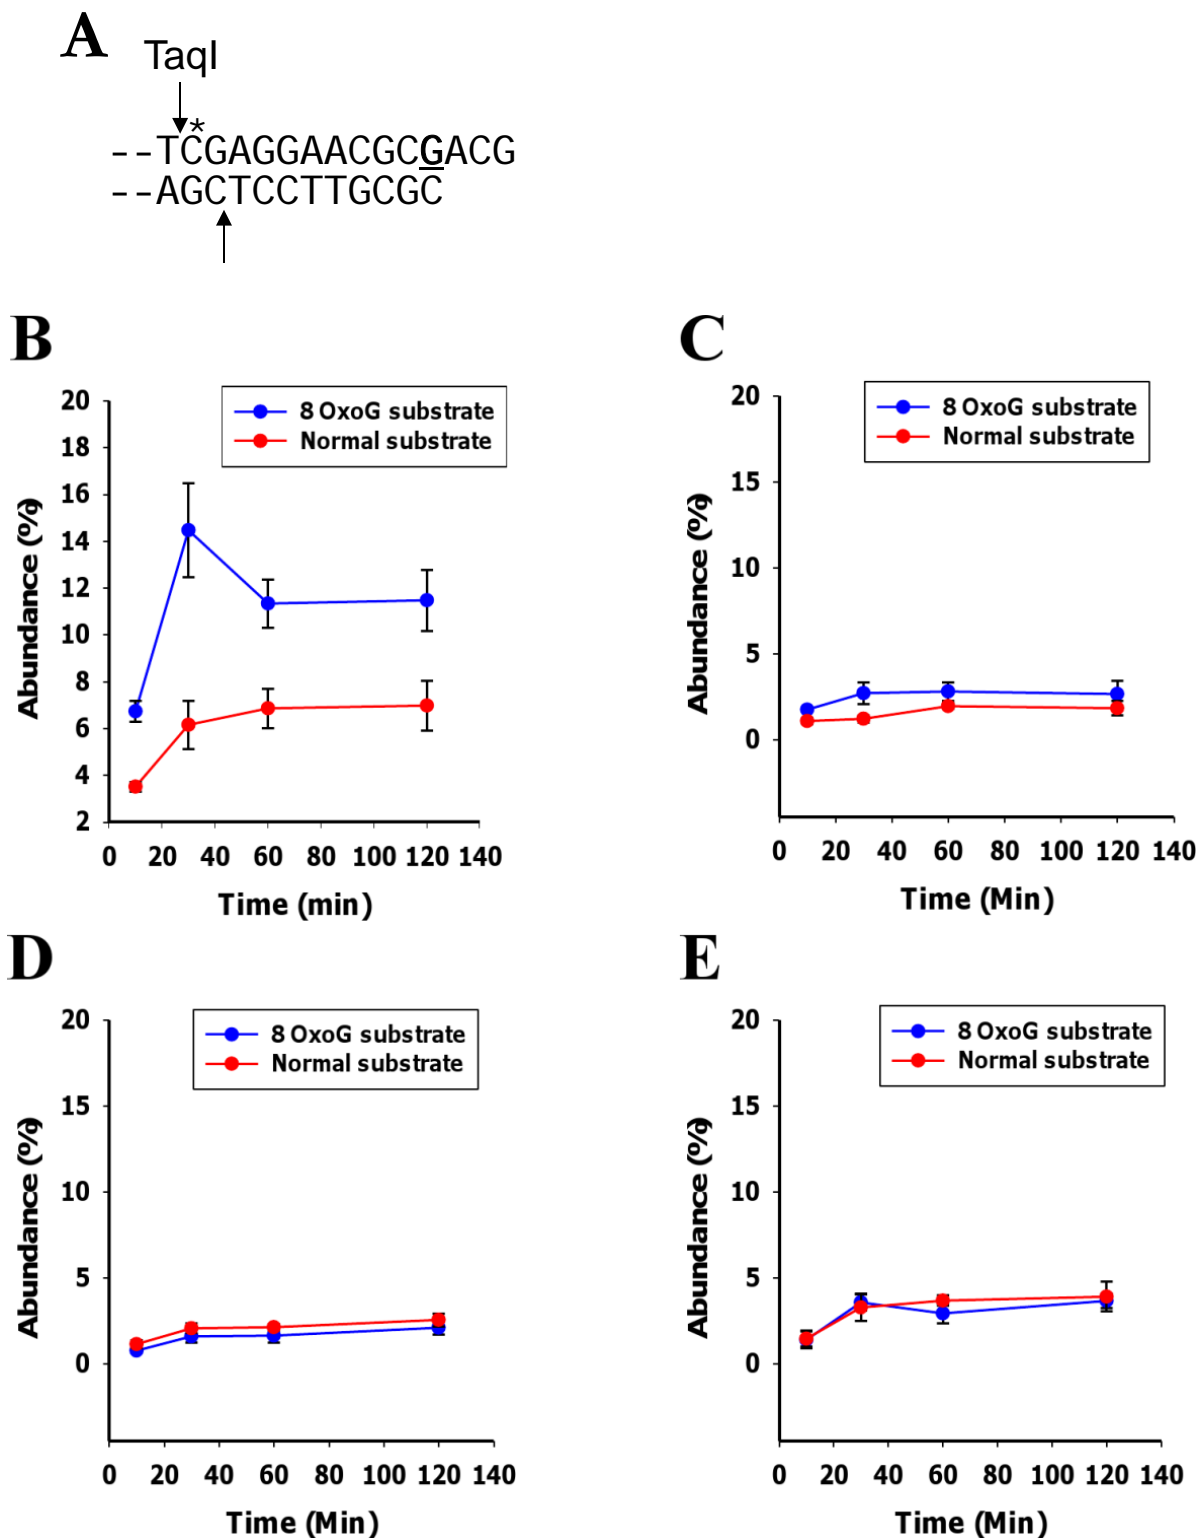 A
TaqI
*
--TCGAGGAACGCGACG
--AGCTCCTTGCGC
B
8 OxoG substrate
Normal substrate
20
18
16
14
12
10
8
6
4
2
Abundance (%)
0 20 40 60 80 100 120 140
Time (min)
C
8 OxoG substrate
Normal substrate
20
15
10
5
0
Abundance (%)
0 20 40 60 80 100 120 140
Time (Min)
D
8 OxoG substrate
Normal substrate
20
15
10
5
0
Abundance (%)
0 20 40 60 80 100 120 140
Time (Min)
E
8 OxoG substrate
Normal substrate
20
15
10
5
0
Abundance (%)
0 20 40 60 80 100 120 140
Time (Min)